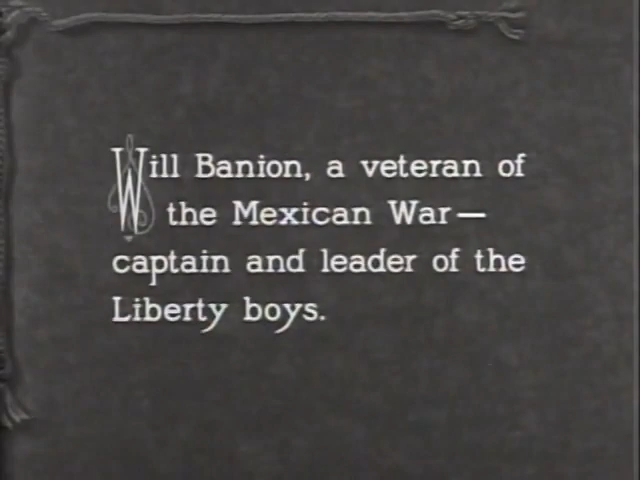 Will Banion, a veteran of
the Mexican War—
captain and leader of the
Liberty boys.